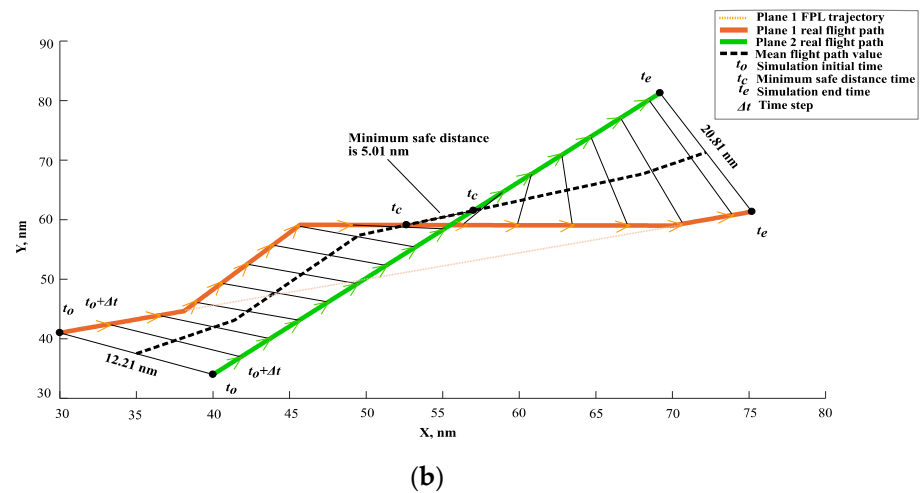 Plane 1 FPL trajectory
Plane 1 real flight path
Plane 2 real flight path
Mean flight path value
to Simulation initial time
tc Minimum safe distance time
te Simulation end time
Δt Time step
90
80
70
60
50
40
30
Y, nm
te
20.81 nm
Minimum safe distance
is 5.01 nm
tc
tc
te
to
to+Δt
12.21 nm
to+Δt
to
30
35
40
45
50
55
60
65
70
75
80
X, nm
(b)